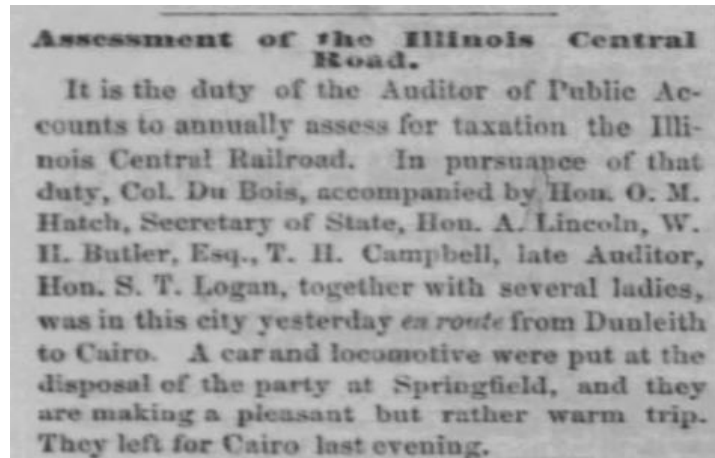 Assessment of the Illinois Central
Road.
It is the duty of the Auditor of Public Ac-
counts to annually assess for taxation the Illi-
nois Central Railroad. In pursuance of that
duty, Col. Du Bois, accompanied by Hon. O. M.
Hatch, Secretary of State, Hon. A. Lincoln, W.
H. Butler, Esq., T. H. Campbell, late Auditor,
Hon. S. T. Logan, together with several ladies,
was in this city yesterday en route from Dunleith
to Cairo. A car and locomotive were put at the
disposal of the party at Springfield, and they
are making a pleasant but rather warm trip.
They left for Cairo last evening.